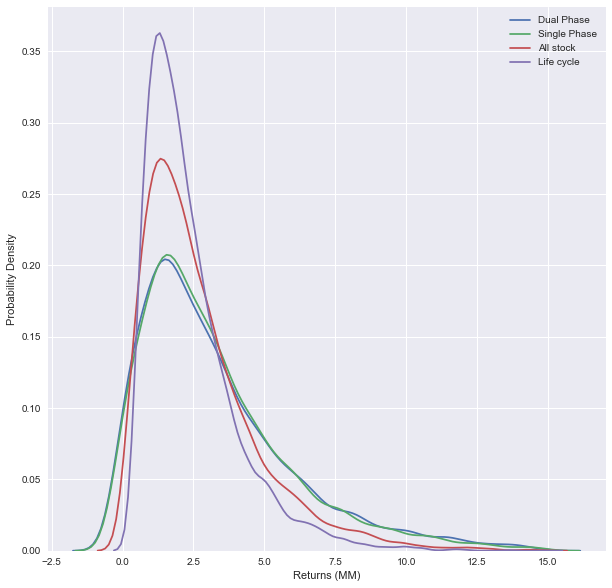 Dual Phase
Single Phase
All stock
Life cycle
0.35
0.30
0.25
0.20
0.15
0.10
0.05
0.00
Probability Density
−2.5 0.0 2.5 5.0 7.5 10.0 12.5 15.0
Returns (MM)